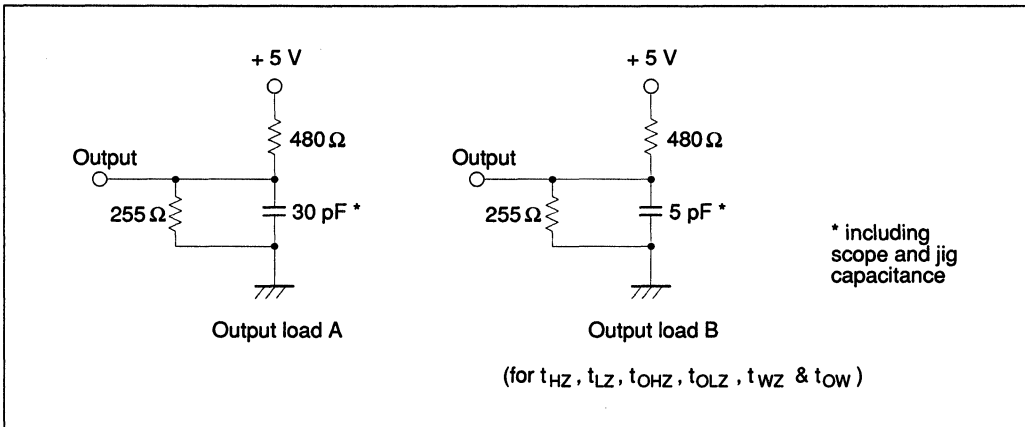 + 5 V
480 Ω
Output
255 Ω
30 pF *
Output load A
+ 5 V
480 Ω
Output
255 Ω
5 pF *
Output load B
(for tHZ , tLZ , tOHZ , tOLZ , tWZ & tOW )
* including
scope and jig
capacitance